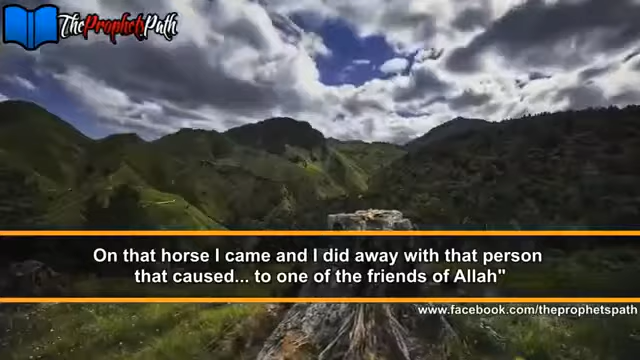 TheProphetsPath
On that horse I came and I did away with that person
that caused... to one of the friends of Allah"
www.facebook.com/theprophetspath